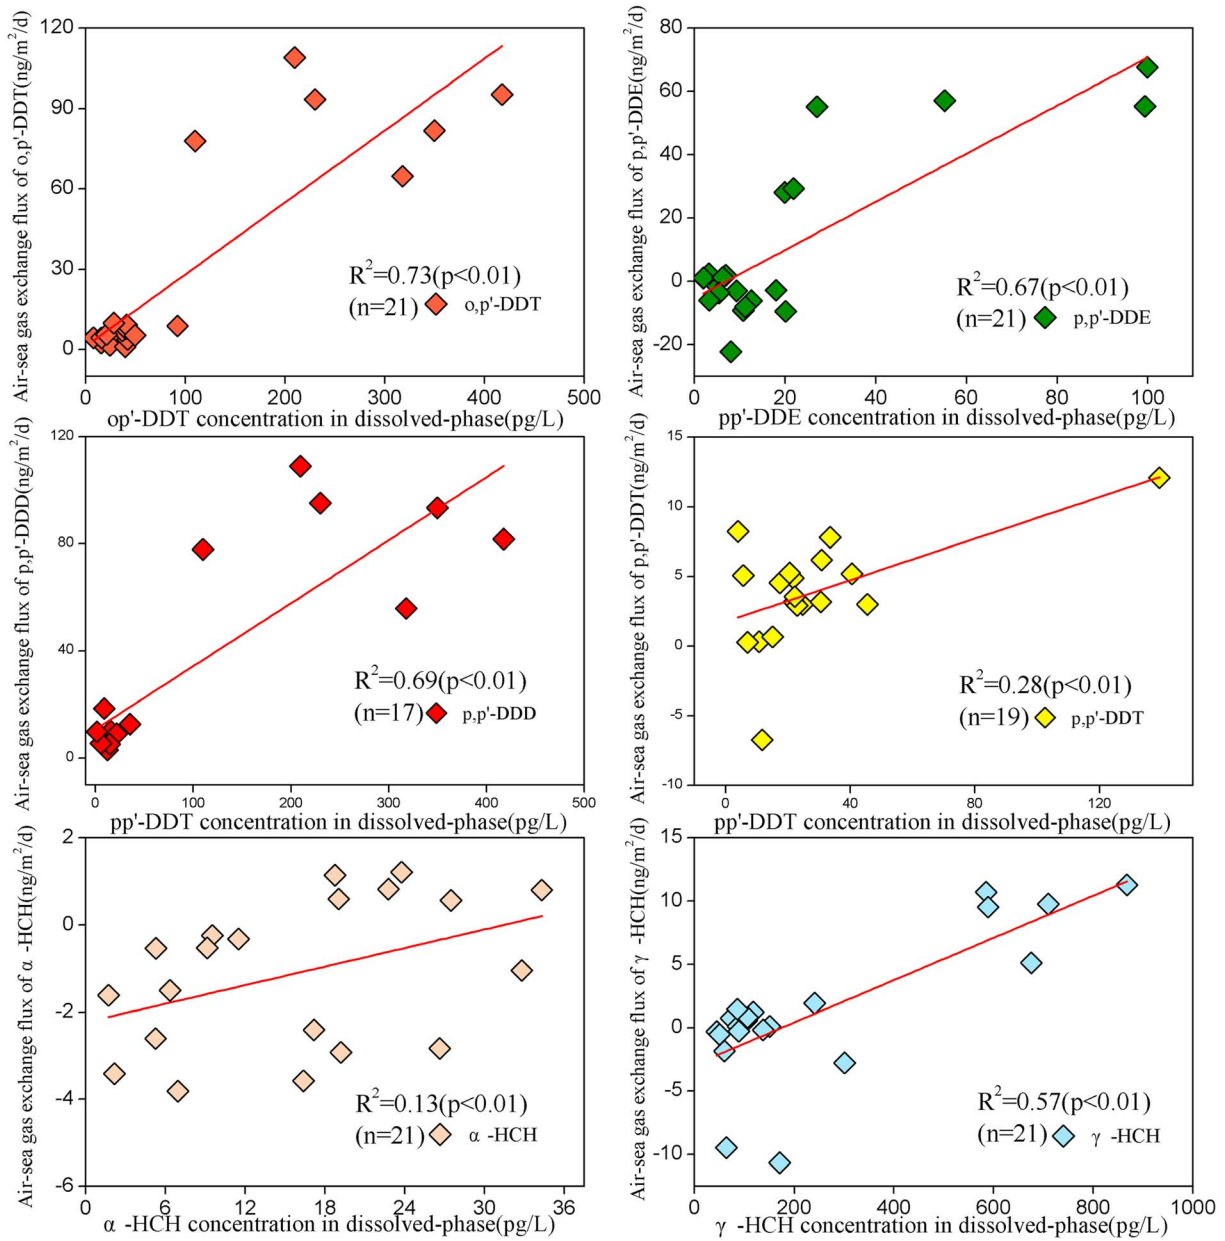 Air-sea gas exchange flux of o,p'-DDT(ng/m²/d)
120
90
60
30
0
R²=0.73(p<0.01)
(n=21) o,p'-DDT
0 100 200 300 400 500
op'-DDT concentration in dissolved-phase(pg/L)
Air-sea gas exchange flux of p,p'-DDE(ng/m²/d)
80
60
40
20
0
-20
R²=0.67(p<0.01)
(n=21) p,p'-DDE
0 20 40 60 80 100
pp'-DDE concentration in dissolved-phase(pg/L)
Air-sea gas exchange flux of p,p'-DDD(ng/m²/d)
120
80
40
0
R²=0.69(p<0.01)
(n=17) p,p'-DDD
0 100 200 300 400 500
pp'-DDT concentration in dissolved-phase(pg/L)
Air-sea gas exchange flux of p,p'-DDT(ng/m²/d)
15
10
5
0
-5
-10
R²=0.28(p<0.01)
(n=19) p,p'-DDT
0 40 80 120
pp'-DDT concentration in dissolved-phase(pg/L)
Air-sea gas exchange flux of α -HCH(ng/m²/d)
2
0
-2
-4
-6
R²=0.13(p<0.01)
(n=21) α -HCH
0 6 12 18 24 30 36
α -HCH concentration in dissolved-phase(pg/L)
Air-sea gas exchange flux of γ -HCH(ng/m²/d)
15
10
5
0
-5
-10
R²=0.57(p<0.01)
(n=21) γ -HCH
0 200 400 600 800 1000
γ -HCH concentration in dissolved-phase(pg/L)